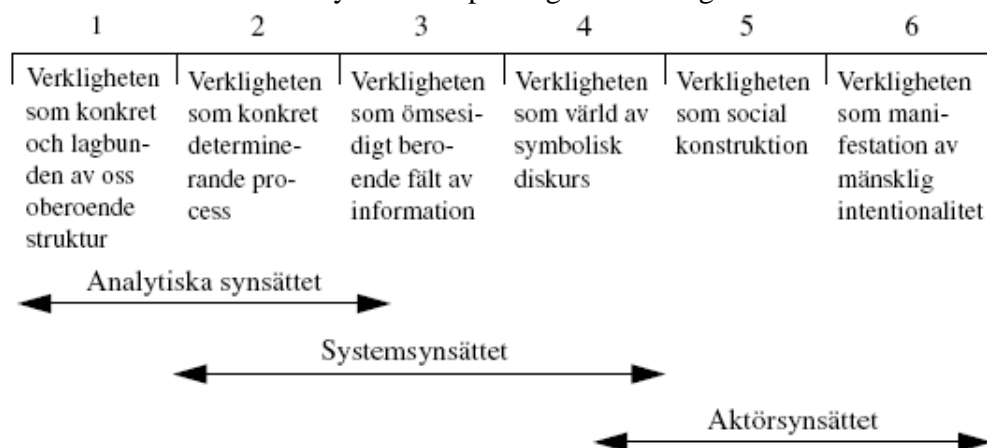 1 2 3 4 5 6
Verkligheten
som konkret
och lagbun-
den av oss
oberoende
struktur
Verkligheten
som konkret
determine-
rande pro-
cess
Verkligheten
som ömsesi-
digt bero-
ende fält av
information
Verkligheten
som värld av
symbolisk
diskurs
Verkligheten
som social
konstruktion
Verkligheten
som mani-
festation av
mänsklig
intentionalitet
Analytiska synsättet
Systemsynsättet
Aktörsynsättet